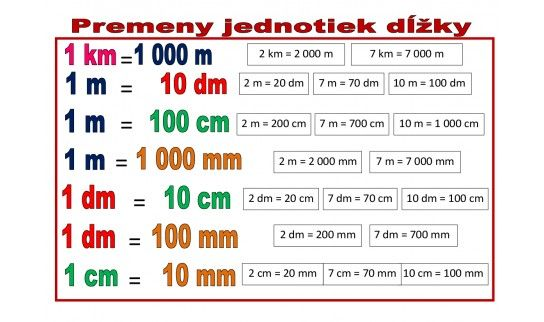 Premeny jednotiek dĺžky
1 km = 1 000 m 2 km = 2 000 m 7 km = 7 000 m
1 m = 10 dm 2 m = 20 dm 7 m = 70 dm 10 m = 100 dm
1 m = 100 cm 2 m = 200 cm 7 m = 700 cm 10 m = 1 000 cm
1 m = 1 000 mm 2 m = 2 000 mm 7 m = 7 000 mm
1 dm = 10 cm 2 dm = 20 cm 7 dm = 70 cm 10 dm = 100 cm
1 dm = 100 mm 2 dm = 200 mm 7 dm = 700 mm
1 cm = 10 mm 2 cm = 20 mm 7 cm = 70 mm 10 cm = 100 mm